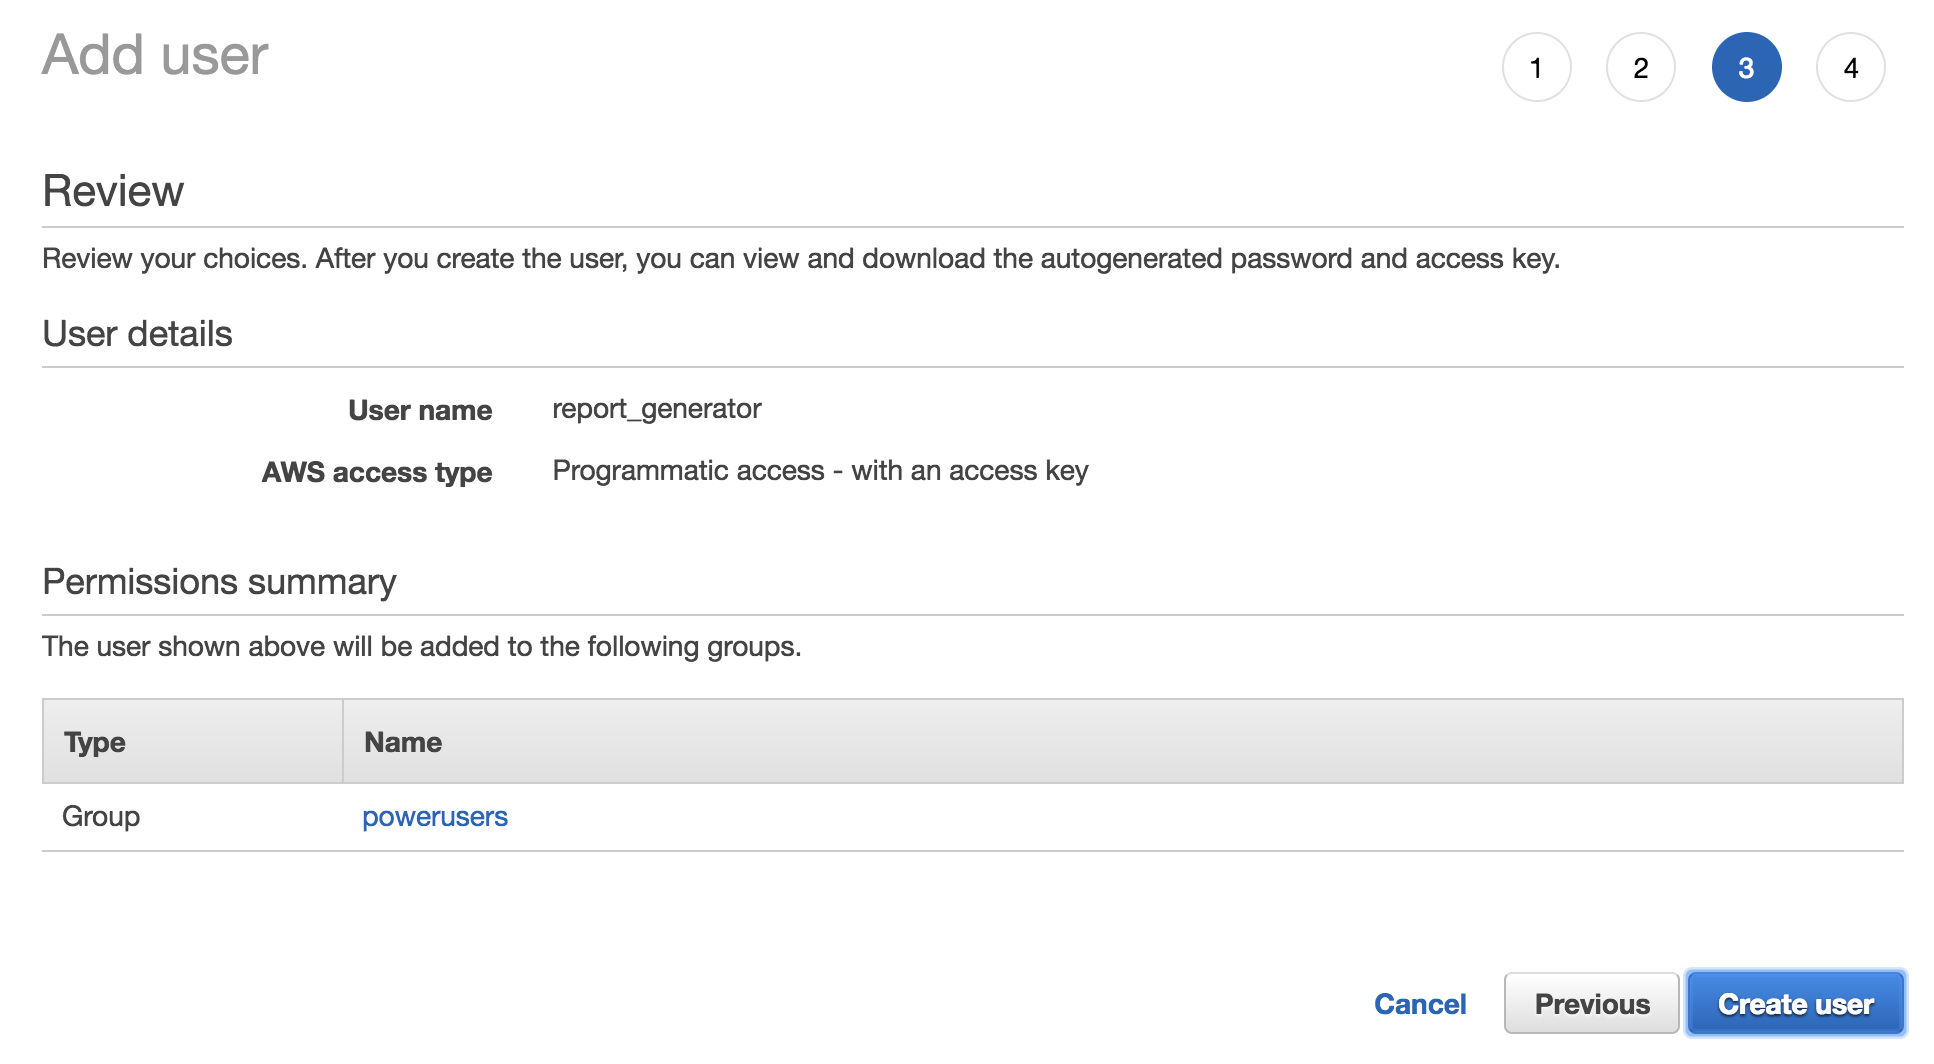 Add user
1 2 3 4
Review
Review your choices. After you create the user, you can view and download the autogenerated password and access key.
User details
User name report_generator
AWS access type Programmatic access - with an access key
Permissions summary
The user shown above will be added to the following groups.
Type Name
Group powerusers
Cancel Previous Create user